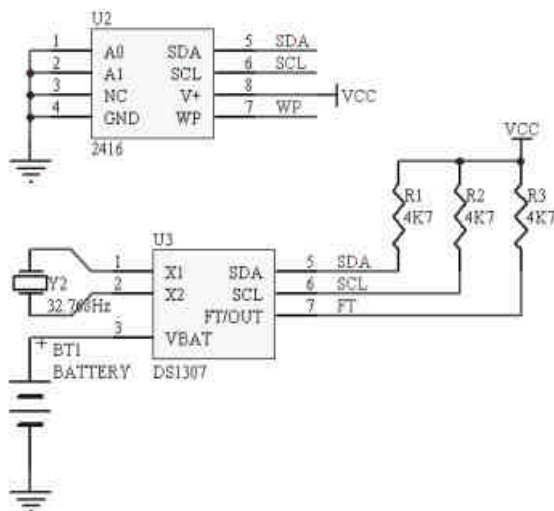 U2
1 A0 SDA 5 SDA
2 A1 SCL 6 SCL
3 NC V+ 8 VCC
4 GND WP 7 WP
2416
VCC
R1 R2 R3
4K7 4K7 4K7
U3
1 X1 SDA 5 SDA
2 X2 SCL 6 SCL
Y2
32.768Hz
FT/OUT 7 FT
3 VBAT
+ BT1
BATTERY
DS1307